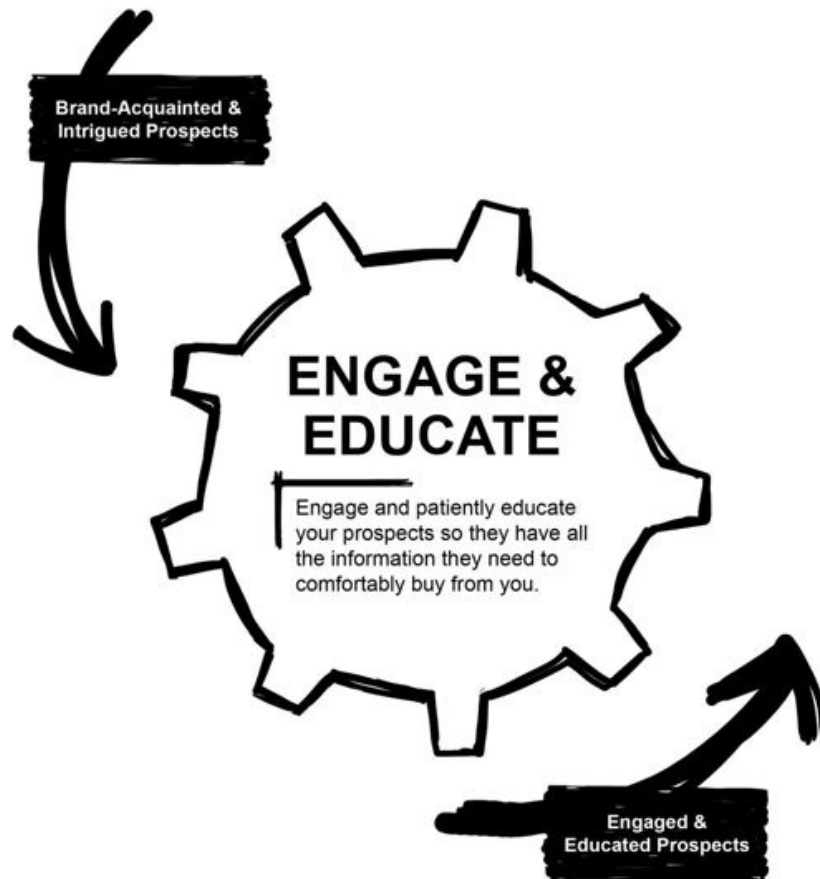 Brand-Acquainted &
Intrigued Prospects
ENGAGE &
EDUCATE
Engage and patiently educate
your prospects so they have all
the information they need to
comfortably buy from you.
Engaged &
Educated Prospects